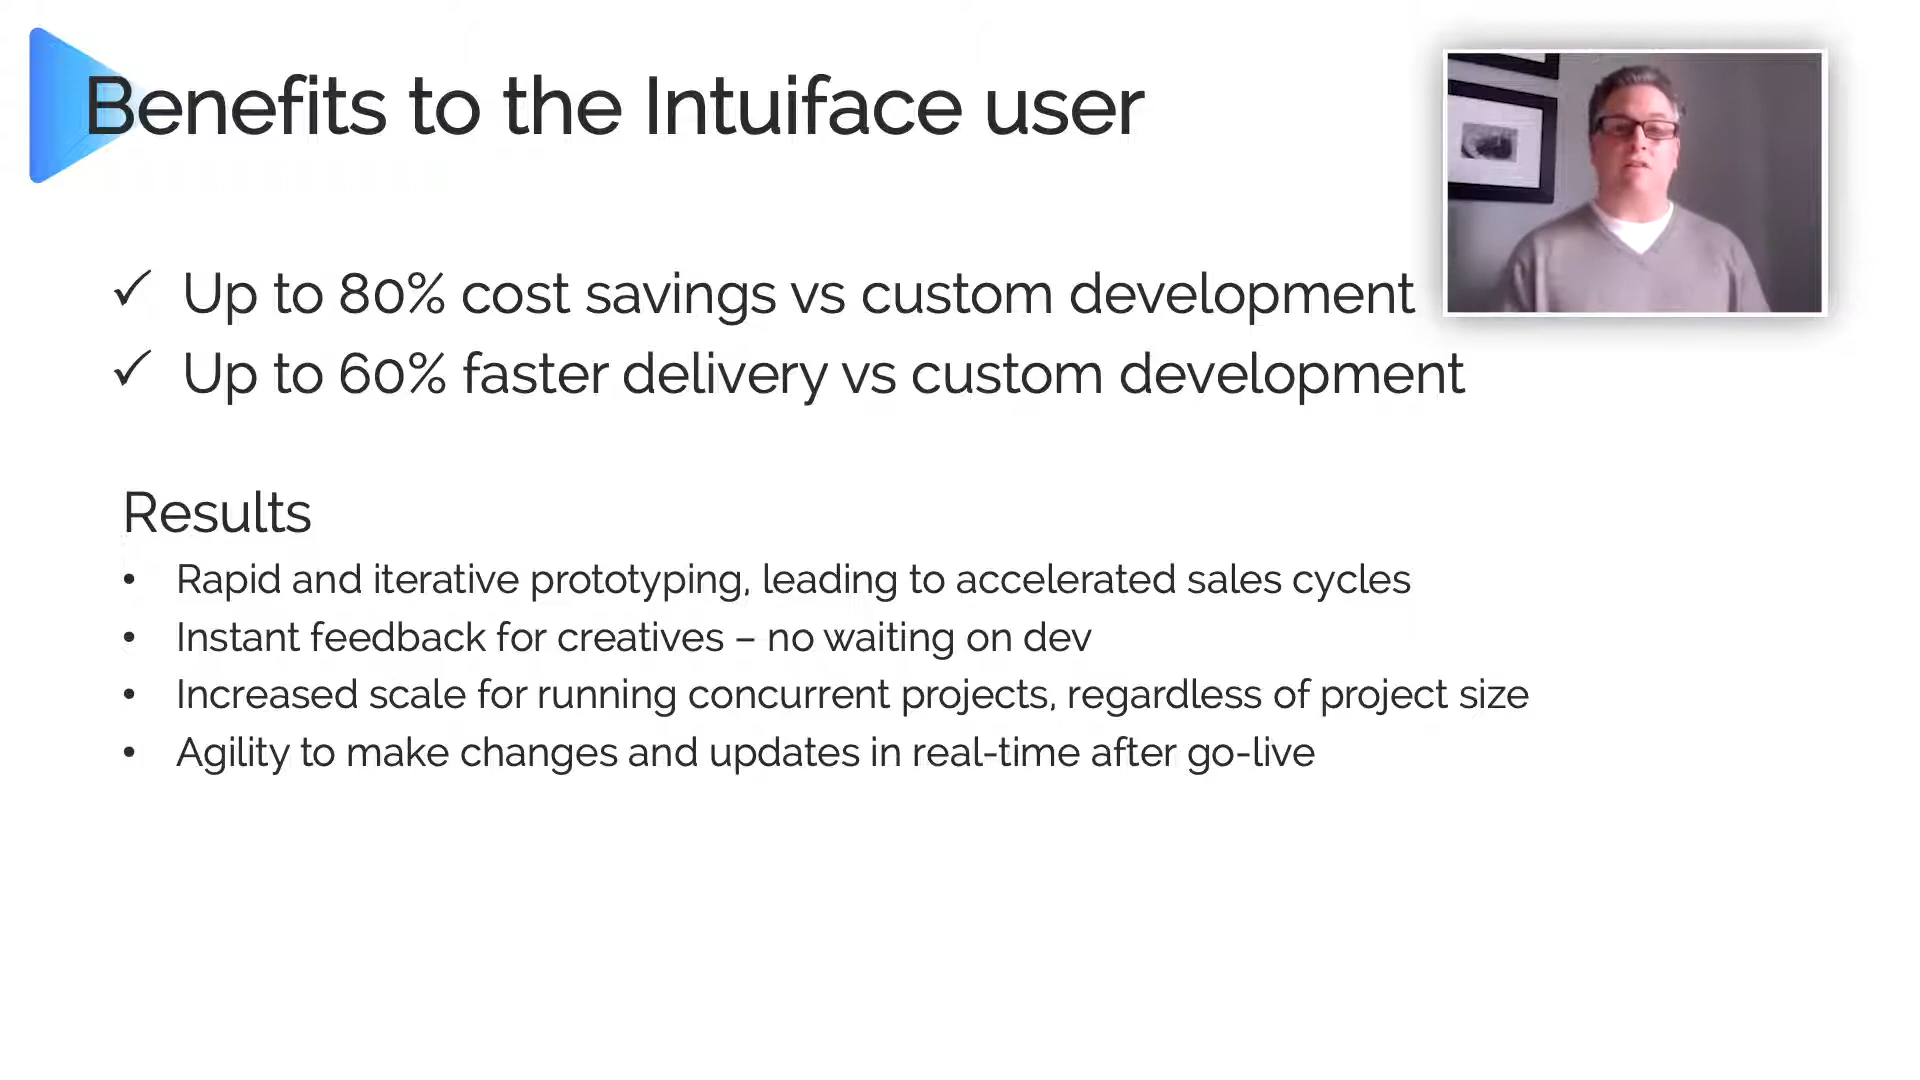 Benefits to the Intuiface user
✓ Up to 80% cost savings vs custom development
✓ Up to 60% faster delivery vs custom development
Results
• Rapid and iterative prototyping, leading to accelerated sales cycles
• Instant feedback for creatives – no waiting on dev
• Increased scale for running concurrent projects, regardless of project size
• Agility to make changes and updates in real-time after go-live